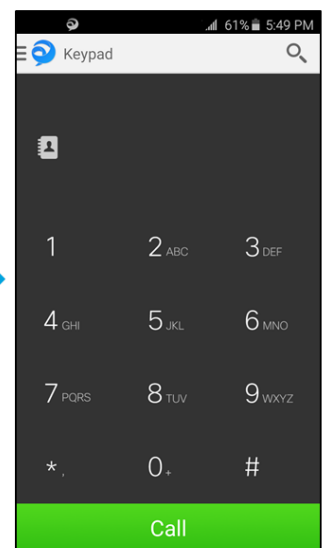 61% 5:49 PM
Keypad
1 2 ABC 3 DEF
4 GHI 5 JKL 6 MNO
7 PQRS 8 TUV 9 WXYZ
* , 0 + #
Call